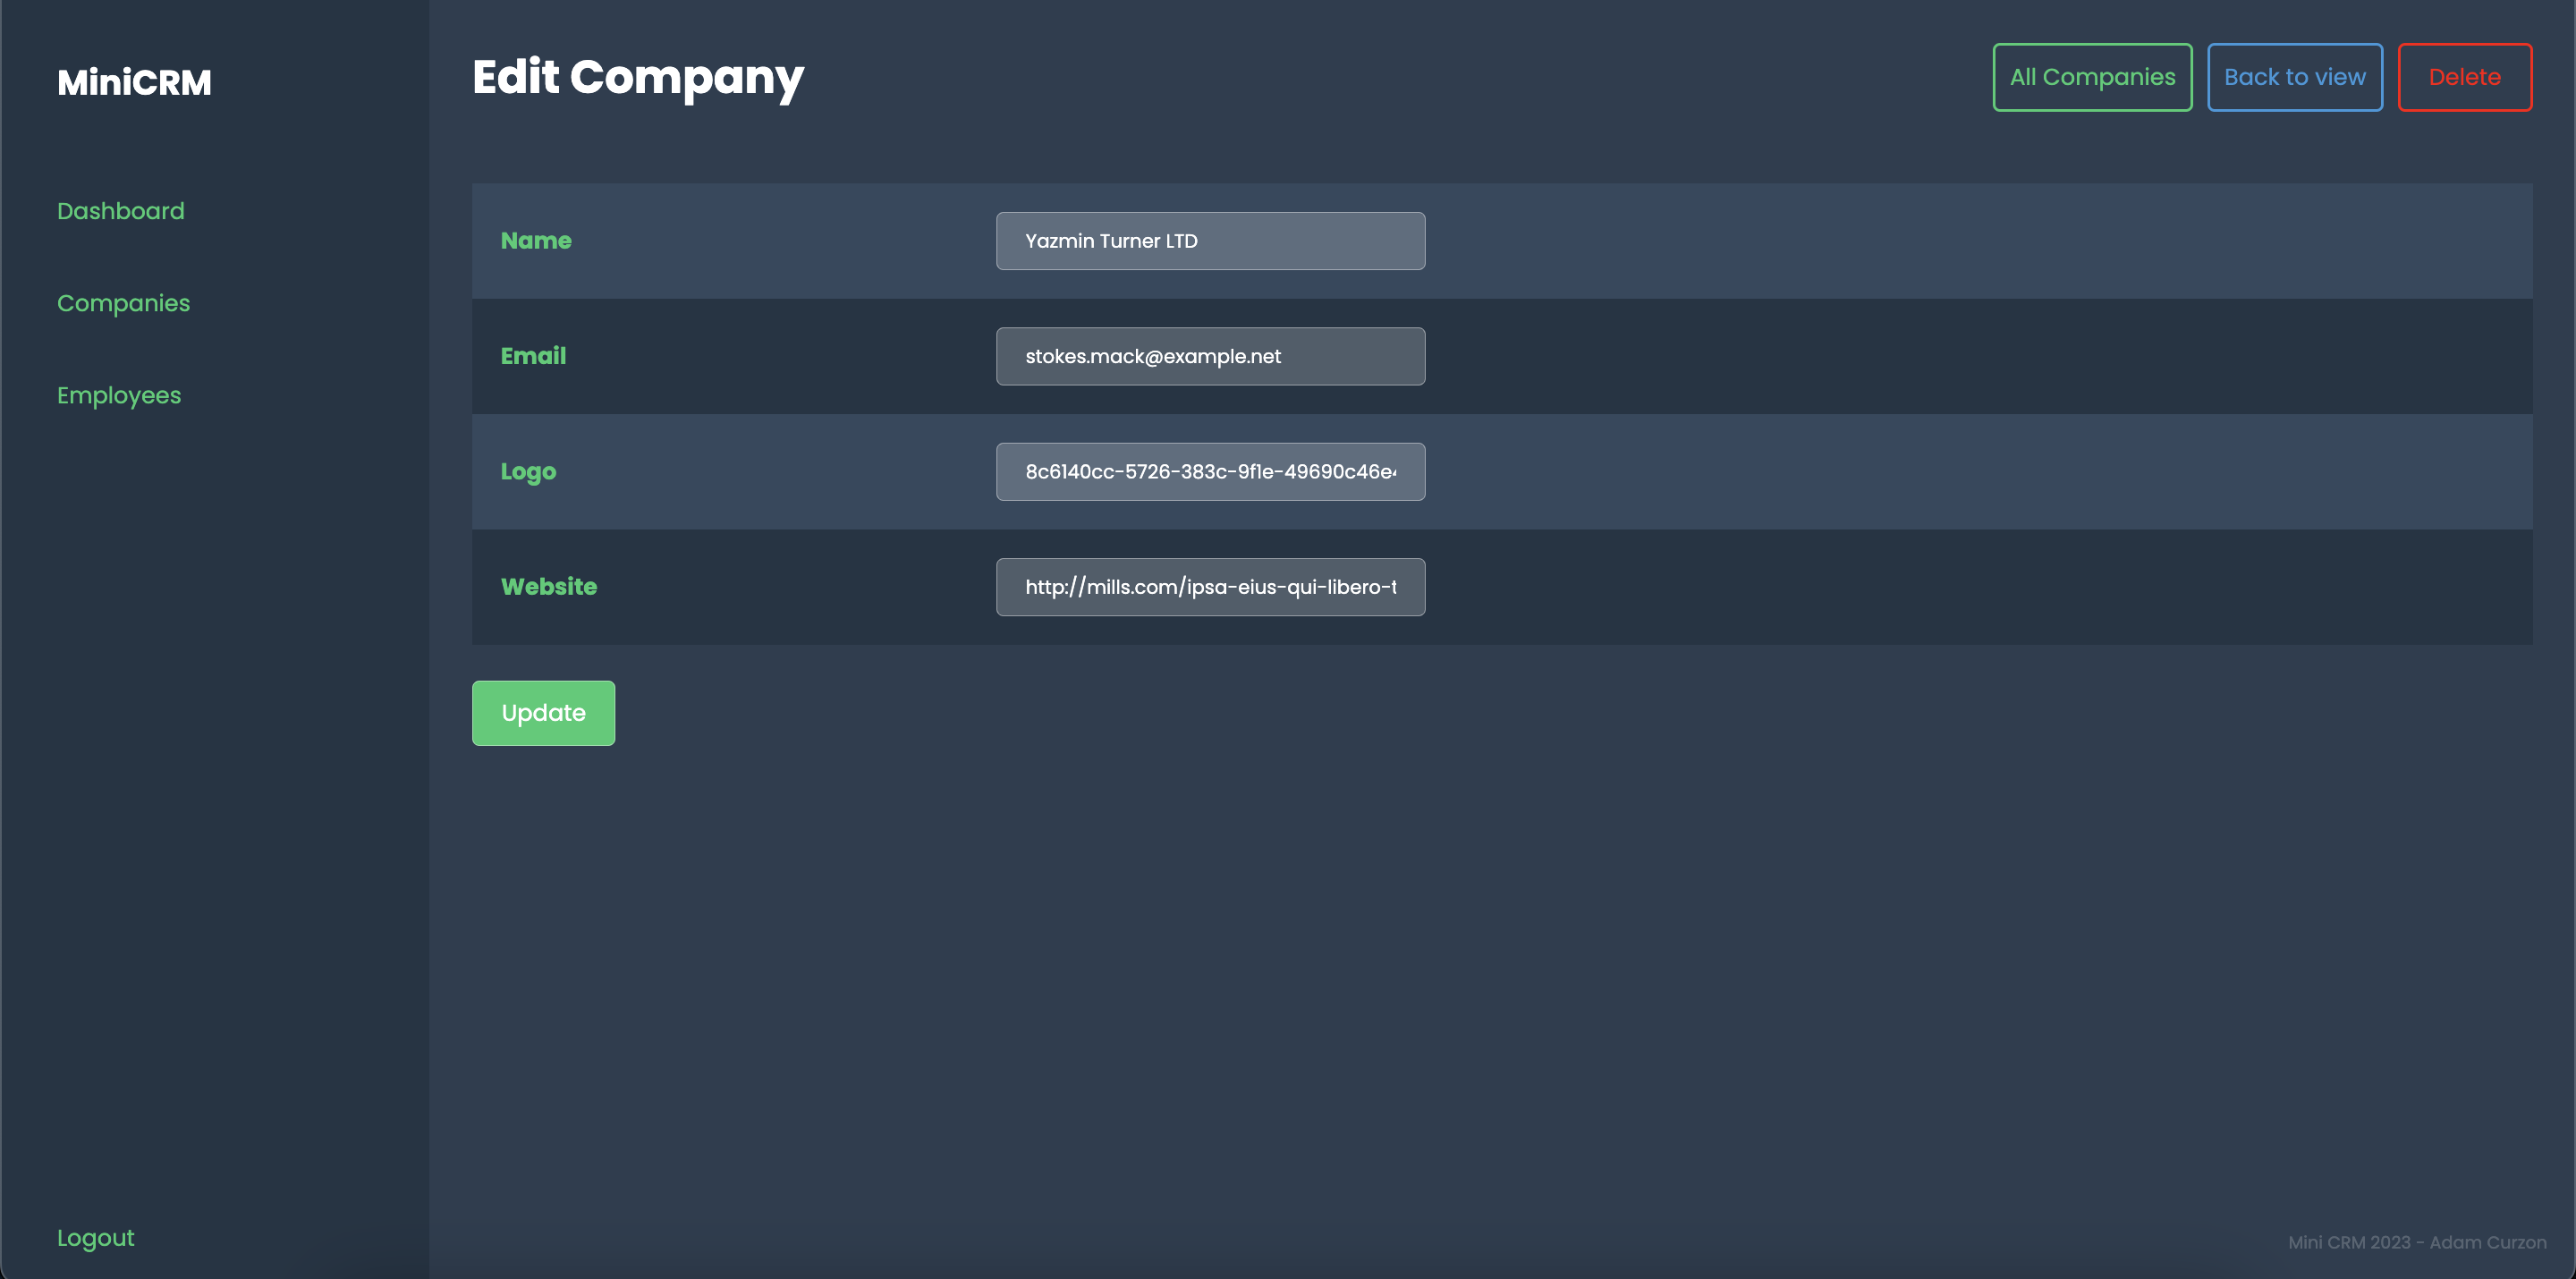 MiniCRM
Dashboard
Companies
Employees
Logout
Edit Company
All Companies
Back to view
Delete
Name
Yazmin Turner LTD
Email
stokes.mack@example.net
Logo
8c6140cc-5726-383c-9f1e-49690c46e
Website
http://mills.com/ipsa-eius-qui-libero-t
Update
Mini CRM 2023 - Adam Curzon